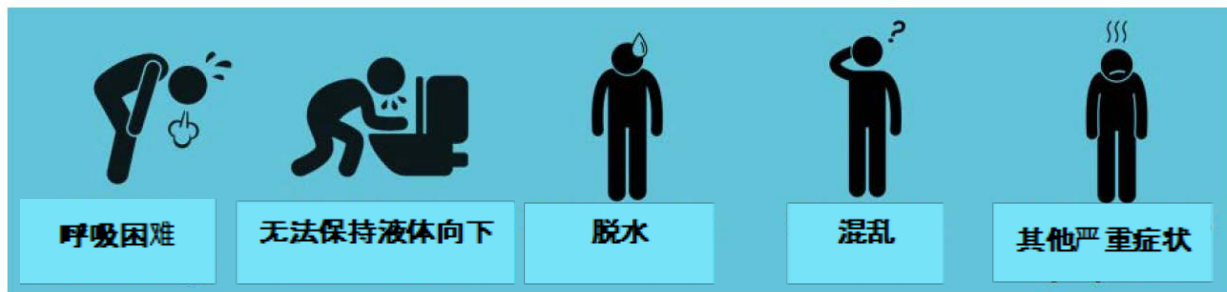 呼吸困难
无法保持液体向下
脱水
混乱
其他严重症状